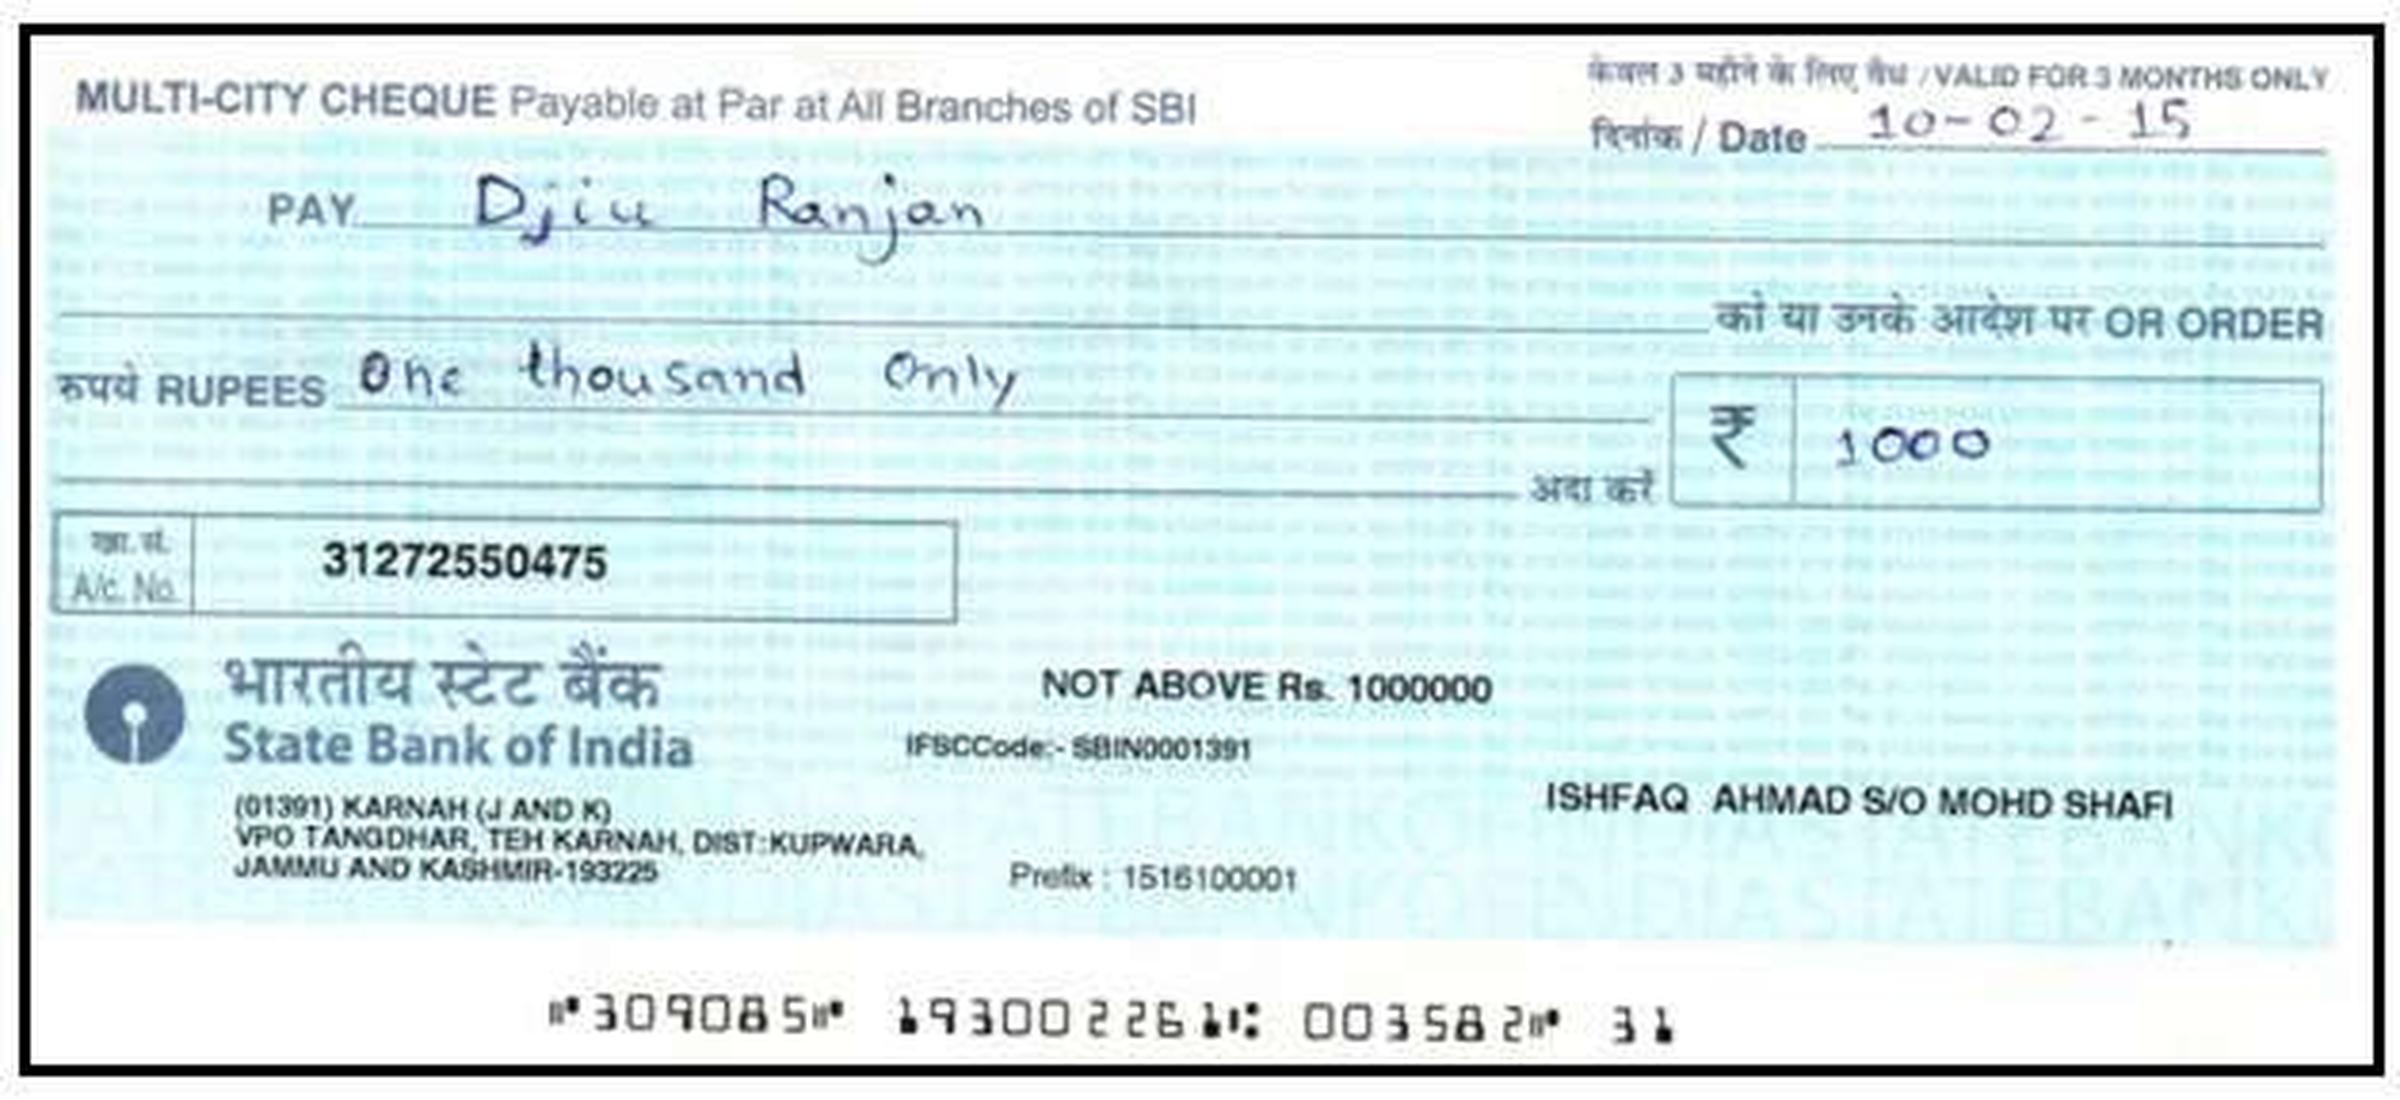 केवल 3 महीने के लिए वैध / VALID FOR 3 MONTHS ONLY
MULTI-CITY CHEQUE Payable at Par at All Branches of SBI
दिनांक / Date 10-02-15
PAY Djiu Ranjan
को या उनके आदेश पर OR ORDER
रुपये RUPEES One thousand Only
₹ 1000
अदा करें
खा. सं. A/c. No. 31272550475
भारतीय स्टेट बैंक
State Bank of India
NOT ABOVE Rs. 1000000
IFSCCode:- SBIN0001391
(01391) KARNAH (J AND K)
VPO TANGDHAR, TEH KARNAH, DIST:KUPWARA,
JAMMU AND KASHMIR-193225
ISHFAQ AHMAD S/O MOHD SHAFI
Prefix : 1516100001
⑈309085⑈ 193002261⑆ 003582⑈ 31